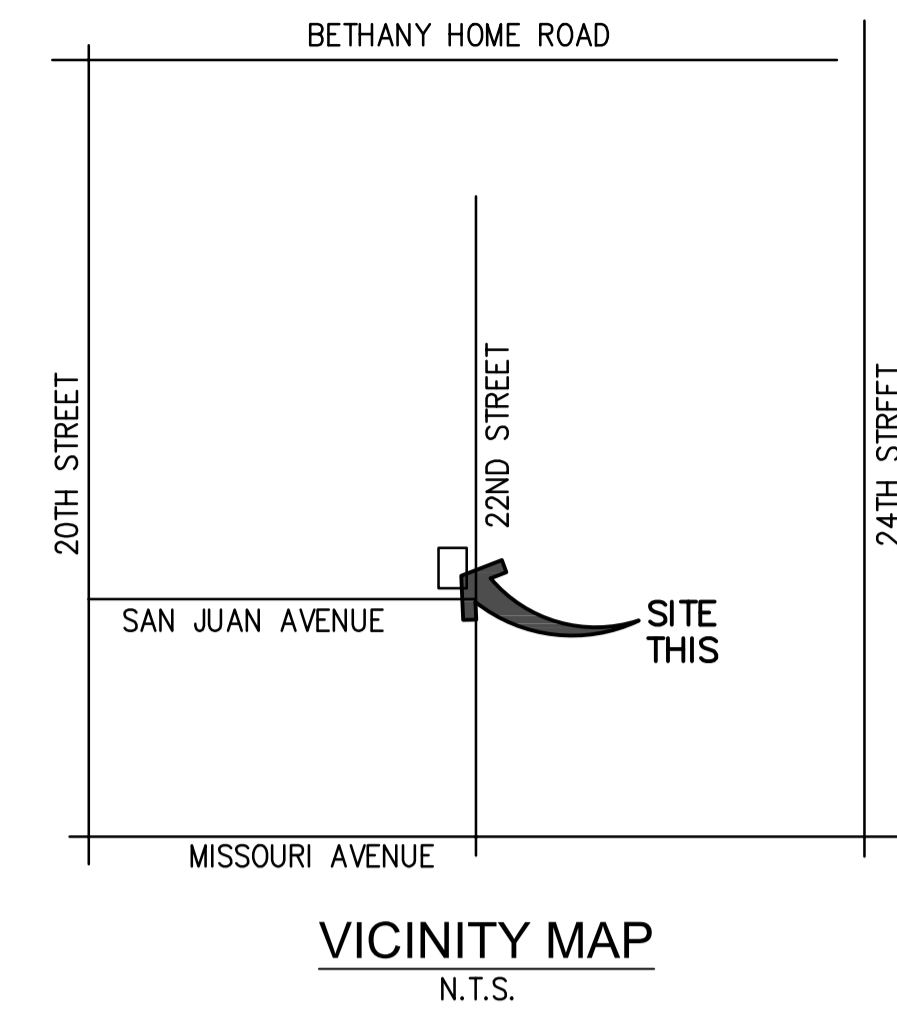 BETHANY HOME ROAD
20TH STREET
22ND STREET
24TH STREET
SITE
THIS
SAN JUAN AVENUE
MISSOURI AVENUE
VICINITY MAP
N.T.S.